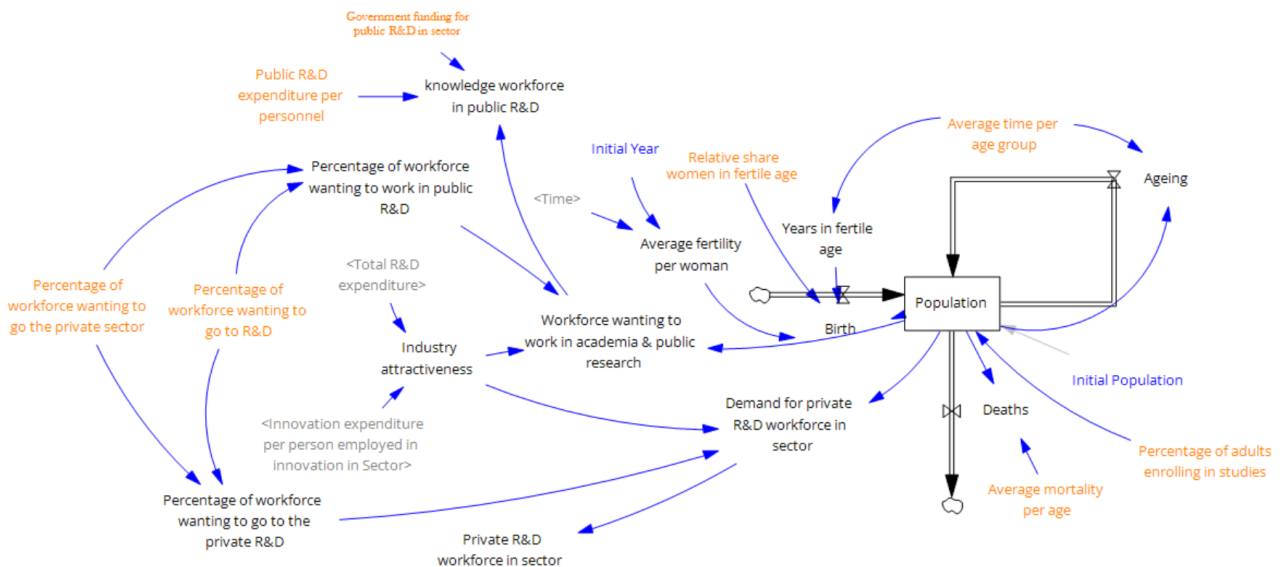 Government funding for
public R&D in sector
Public R&D
expenditure per
personnel
knowledge workforce
in public R&D
Percentage of workforce
wanting to work in public
R&D
Initial Year
Relative share
women in fertile age
Average time per
age group
Ageing
<Time>
Average fertility
per woman
Years in fertile
age
<Total R&D
expenditure>
Percentage of
workforce wanting to
go the private sector
Percentage of
workforce wanting to
go to R&D
Population
Birth
Workforce wanting to
work in academia & public
research
Industry
attractiveness
Initial Population
<Innovation expenditure
per person employed in
innovation in Sector>
Demand for private
R&D workforce in
sector
Deaths
Percentage of adults
enrolling in studies
Average mortality
per age
Percentage of workforce
wanting to go to the
private R&D
Private R&D
workforce in sector